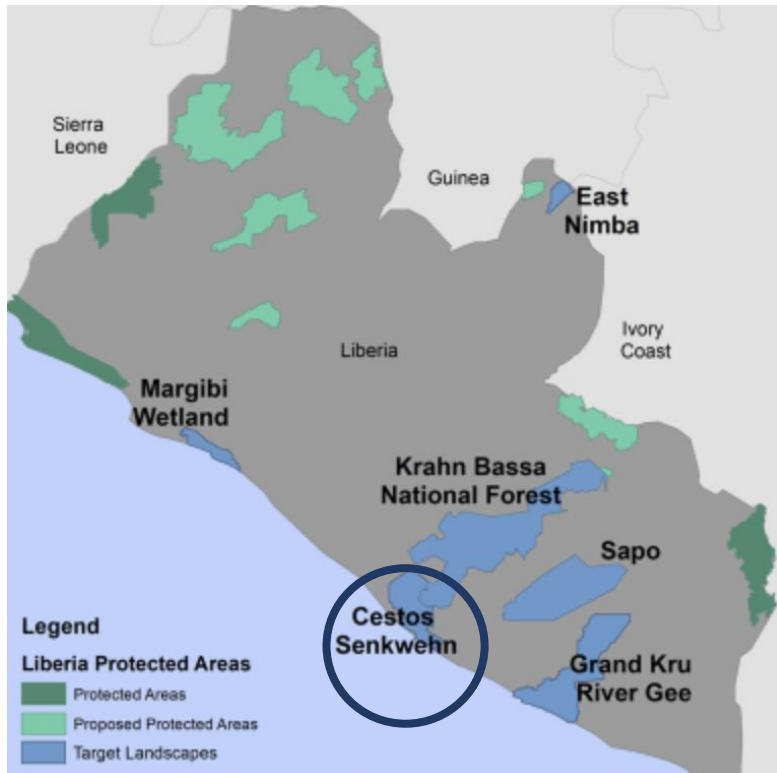 Sierra
Leone
Guinea
East
Nimba
Ivory
Coast
Liberia
Margibi
Wetland
Krahn Bassa
National Forest
Sapo
Cestos
Senkwehn
Grand Kru
River Gee
Legend
Liberia Protected Areas
Protected Areas
Proposed Protected Areas
Target Landscapes